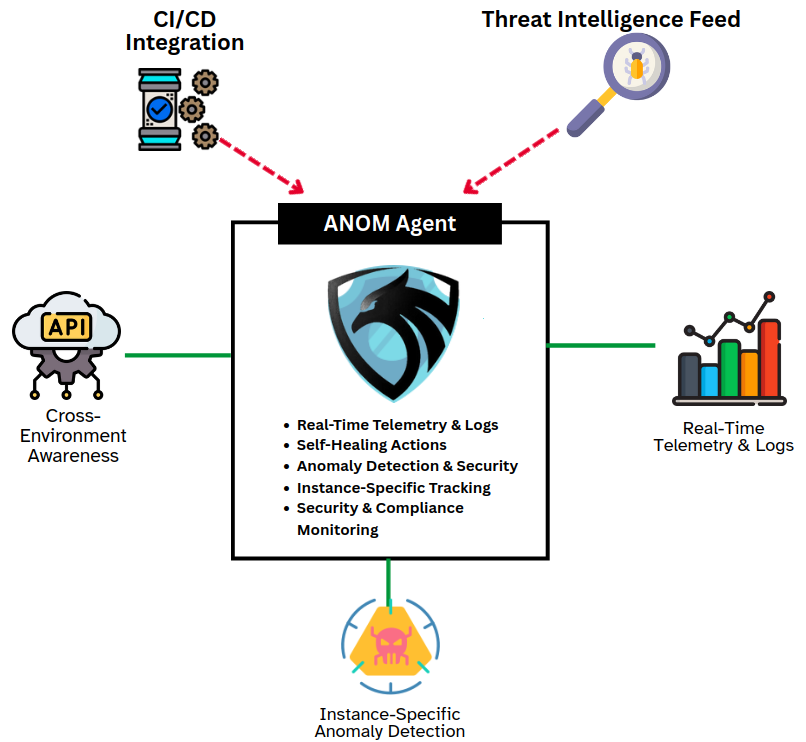 CI/CD
Integration
Threat Intelligence Feed
ANOM Agent
API
Cross-
Environment
Awareness
• Real-Time Telemetry & Logs
• Self-Healing Actions
• Anomaly Detection & Security
• Instance-Specific Tracking
• Security & Compliance
Monitoring
Real-Time
Telemetry & Logs
Instance-Specific
Anomaly Detection